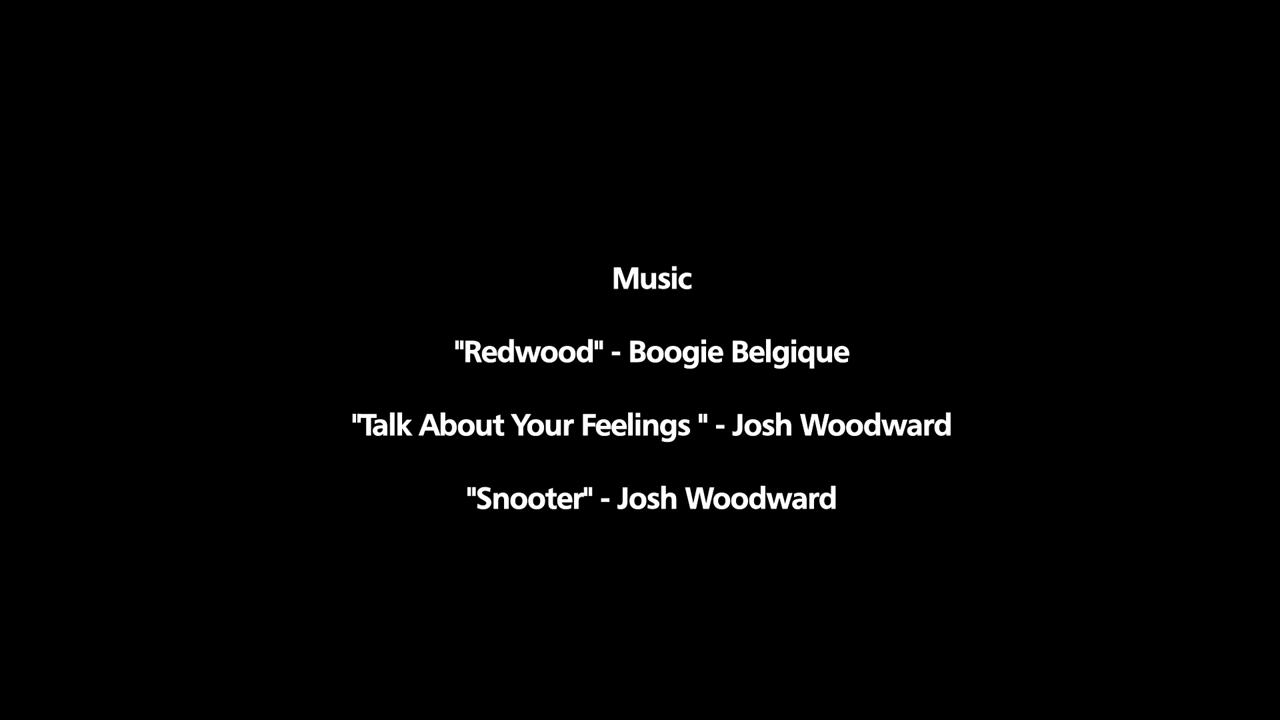 Music
"Redwood" - Boogie Belgique
"Talk About Your Feelings " - Josh Woodward
"Snooter" - Josh Woodward